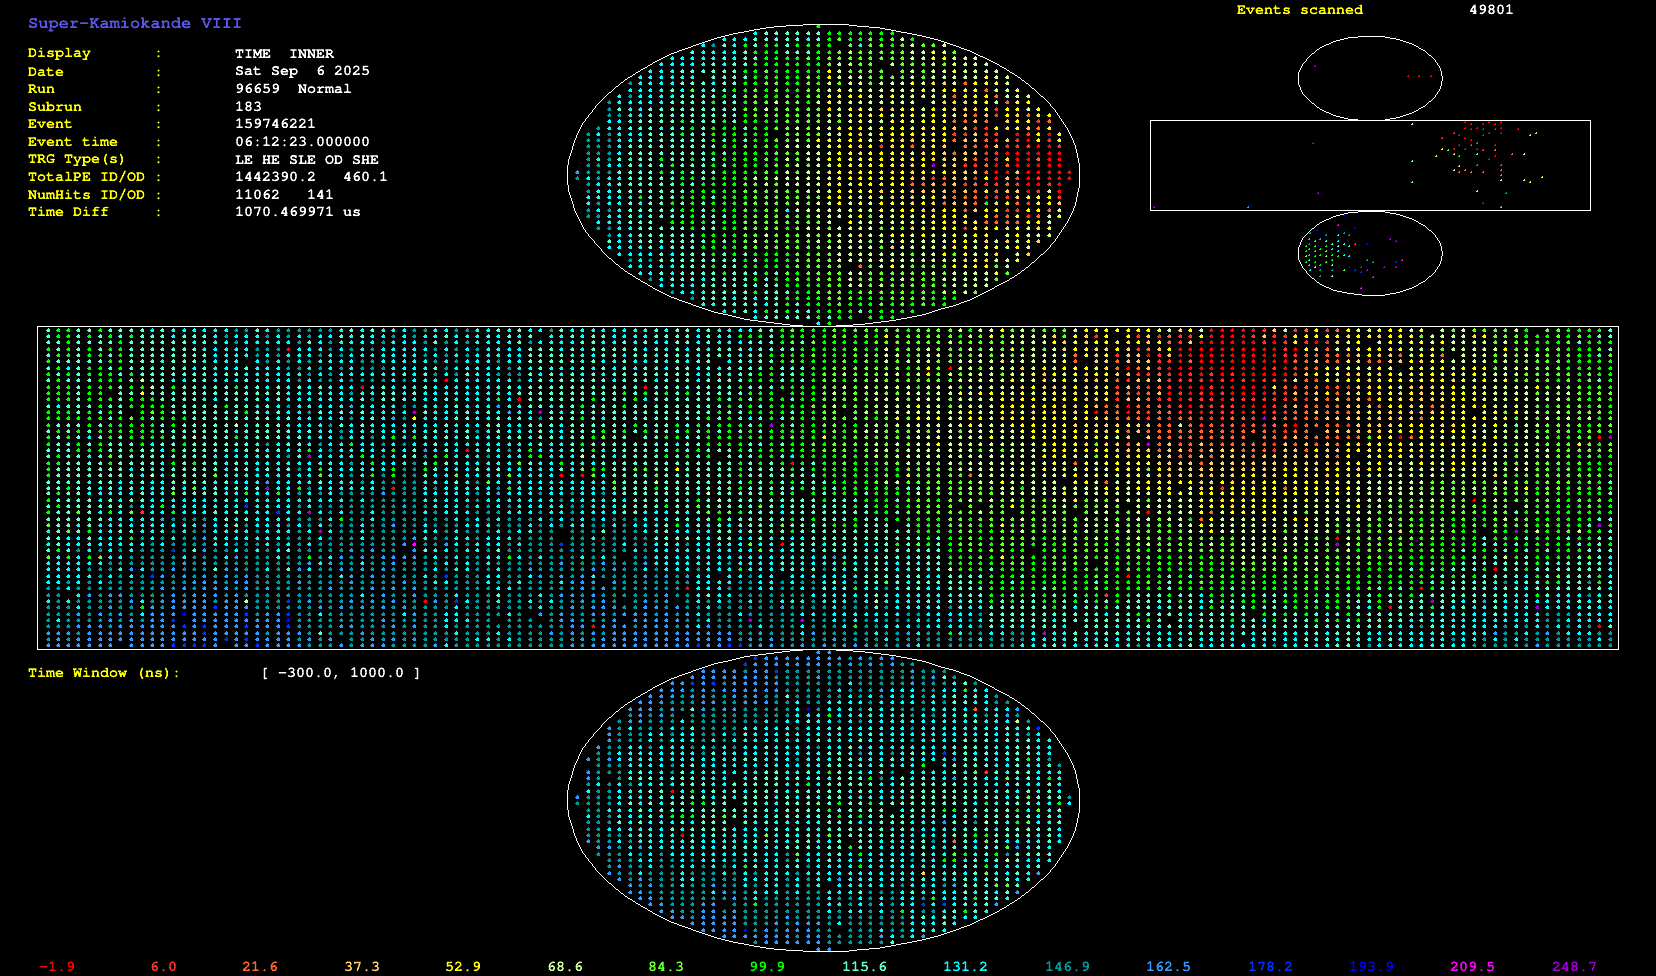 Super-Kamiokande VIII
Events scanned 49801
Display : TIME INNER
Date : Sat Sep 6 2025
Run : 96659 Normal
Subrun : 183
Event : 159746221
Event time : 06:12:23.000000
TRG Type(s) : LE HE SLE OD SHE
TotalPE ID/OD : 1442390.2 460.1
NumHits ID/OD : 11062 141
Time Diff : 1070.469971 us
Time Window (ns): [ -300.0, 1000.0 ]
-1.9 6.0 21.6 37.3 52.9 68.6 84.3 99.9 115.6 131.2 146.9 162.5 178.2 193.9 209.5 248.7